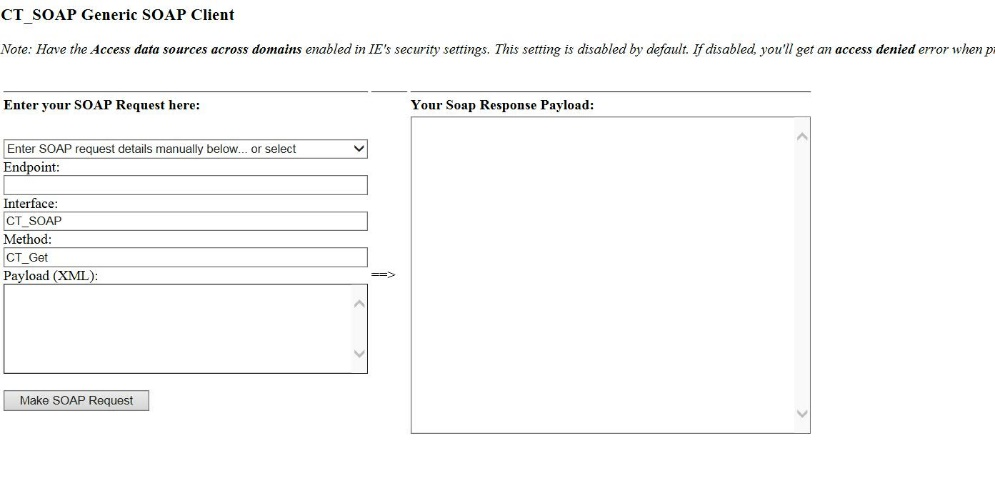 CT_SOAP Generic SOAP Client
Note: Have the Access data sources across domains enabled in IE's security settings. This setting is disabled by default. If disabled, you'll get an access denied error when
Enter your SOAP Request here:
Your Soap Response Payload:
Enter SOAP request details manually below... or select
Endpoint:
Interface:
CT_SOAP
Method:
CT_Get
Payload (XML):
==>
Make SOAP Request